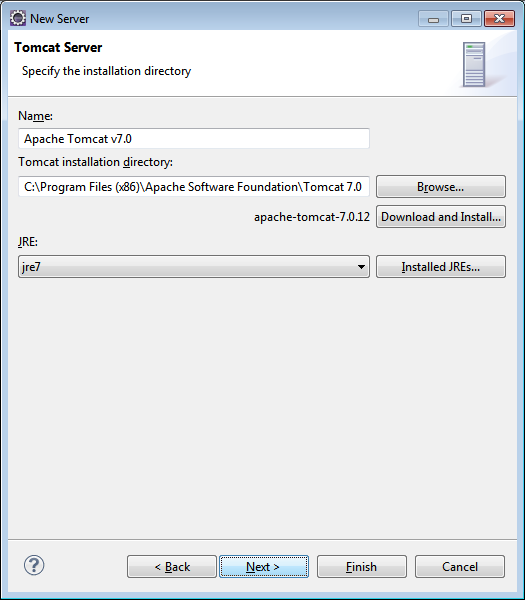 New Server
Tomcat Server
Specify the installation directory
Name:
Apache Tomcat v7.0
Tomcat installation directory:
C:\Program Files (x86)\Apache Software Foundation\Tomcat 7.0
Browse...
apache-tomcat-7.0.12
Download and Install...
JRE:
jre7
Installed JREs...
?
< Back
Next >
Finish
Cancel